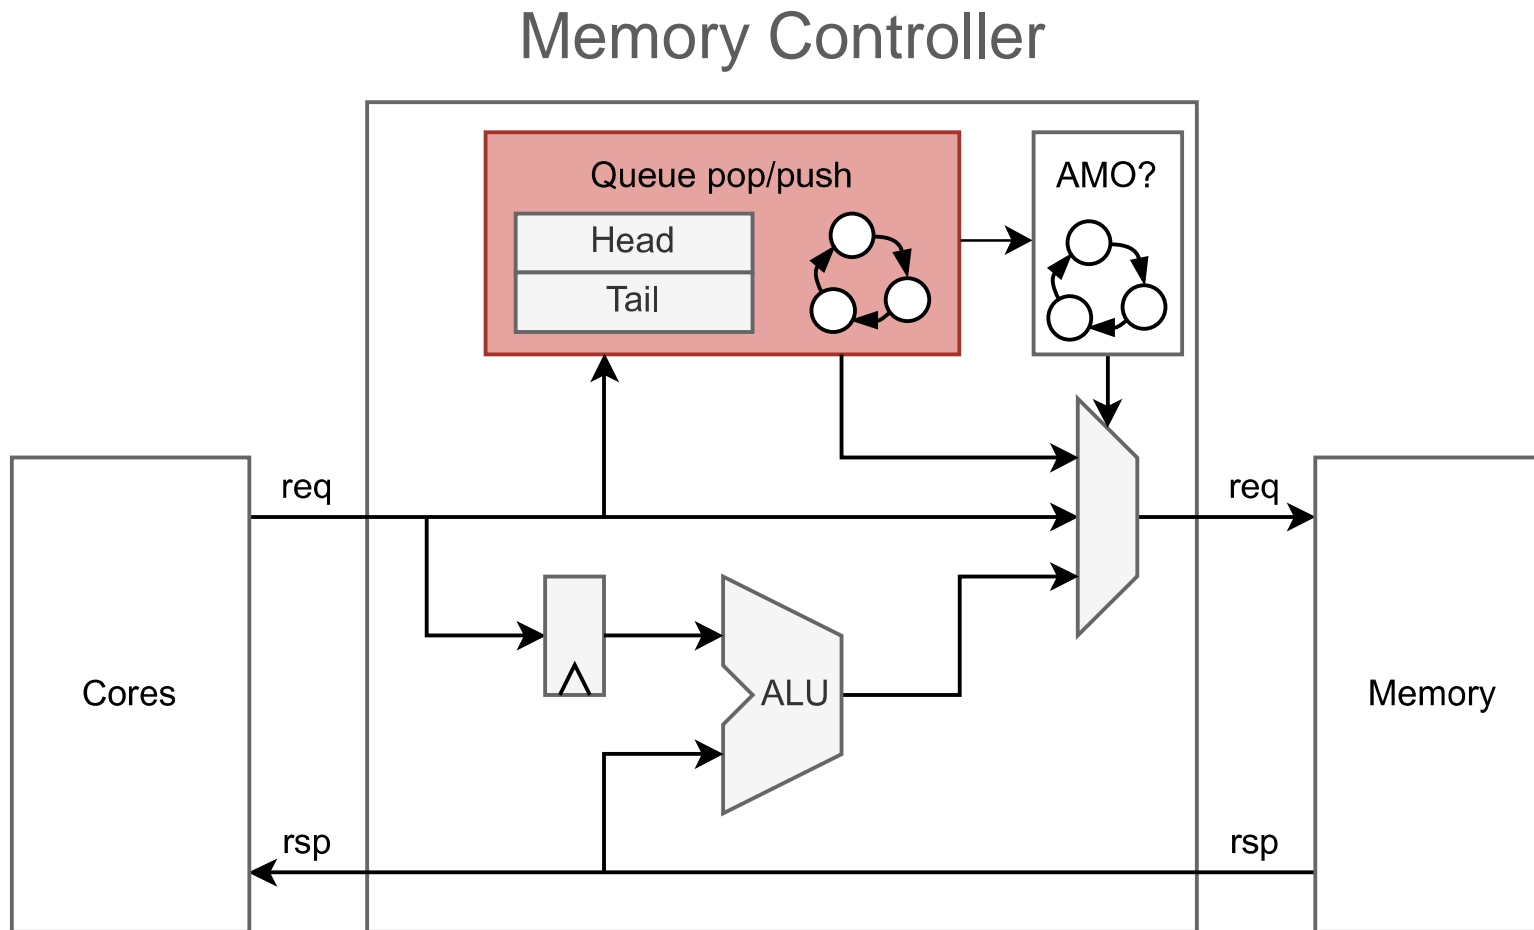 Memory Controller
Queue pop/push
AMO?
Head
Tail
req
req
Cores
ALU
Memory
rsp
rsp